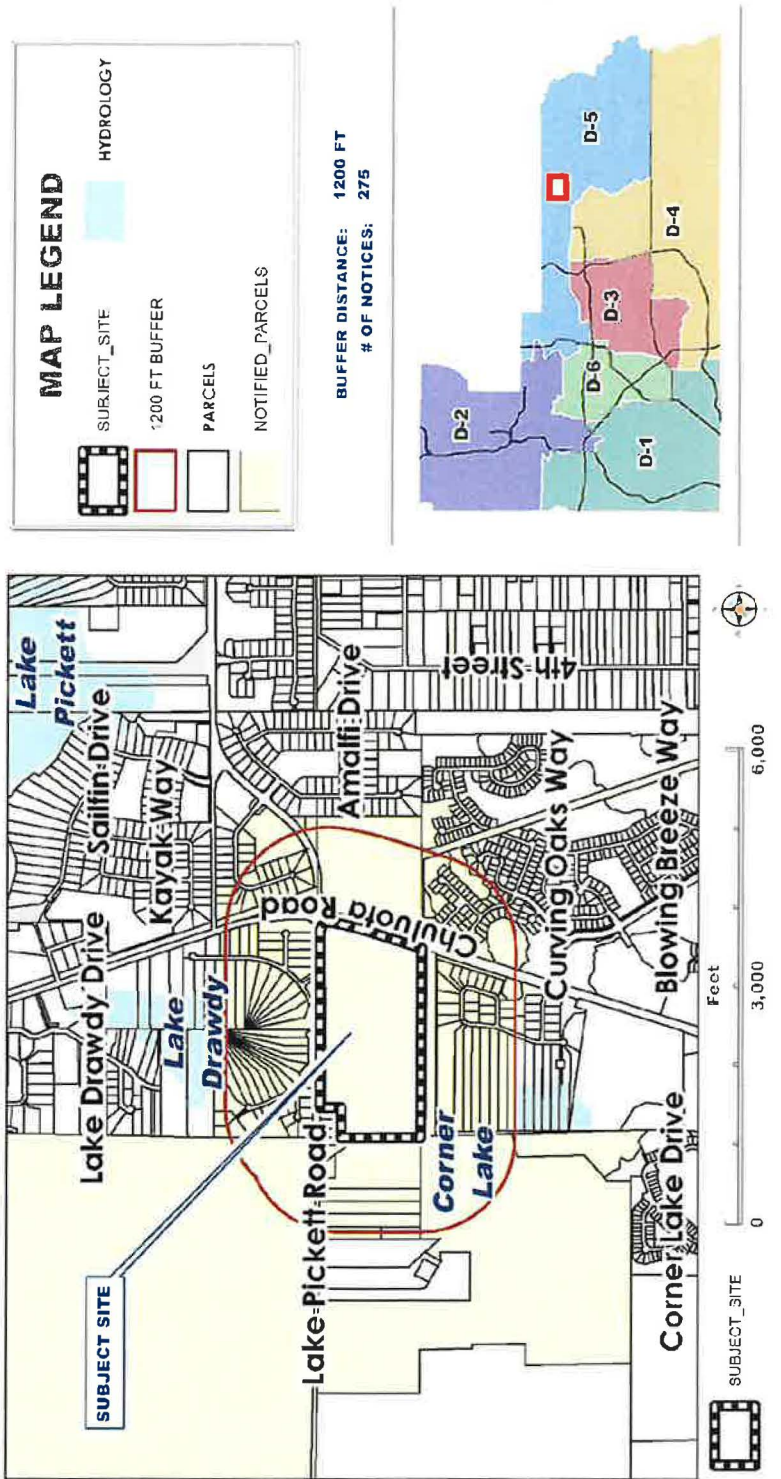 MAP LEGEND
SUBJECT_SITE
HYDROLOGY
1200 FT BUFFER
PARCELS
NOTIFIED_PARCELS
BUFFER DISTANCE: 1200 FT
# OF NOTICES: 275
D-2
D-5
D-6
D-3
D-1
D-4
SUBJECT SITE
Lake Drawdy Drive
Sailfin Drive
Lake
Pickett
Kayak Way
Lake
Drawdy
Lake Pickett Road
Chuluota Road
Amalfi Drive
4th Street
Corner
Lake
Curving Oaks Way
Corner Lake Drive
Blowing Breeze Way
Feet
0 3,000 6,000
SUBJECT_SITE